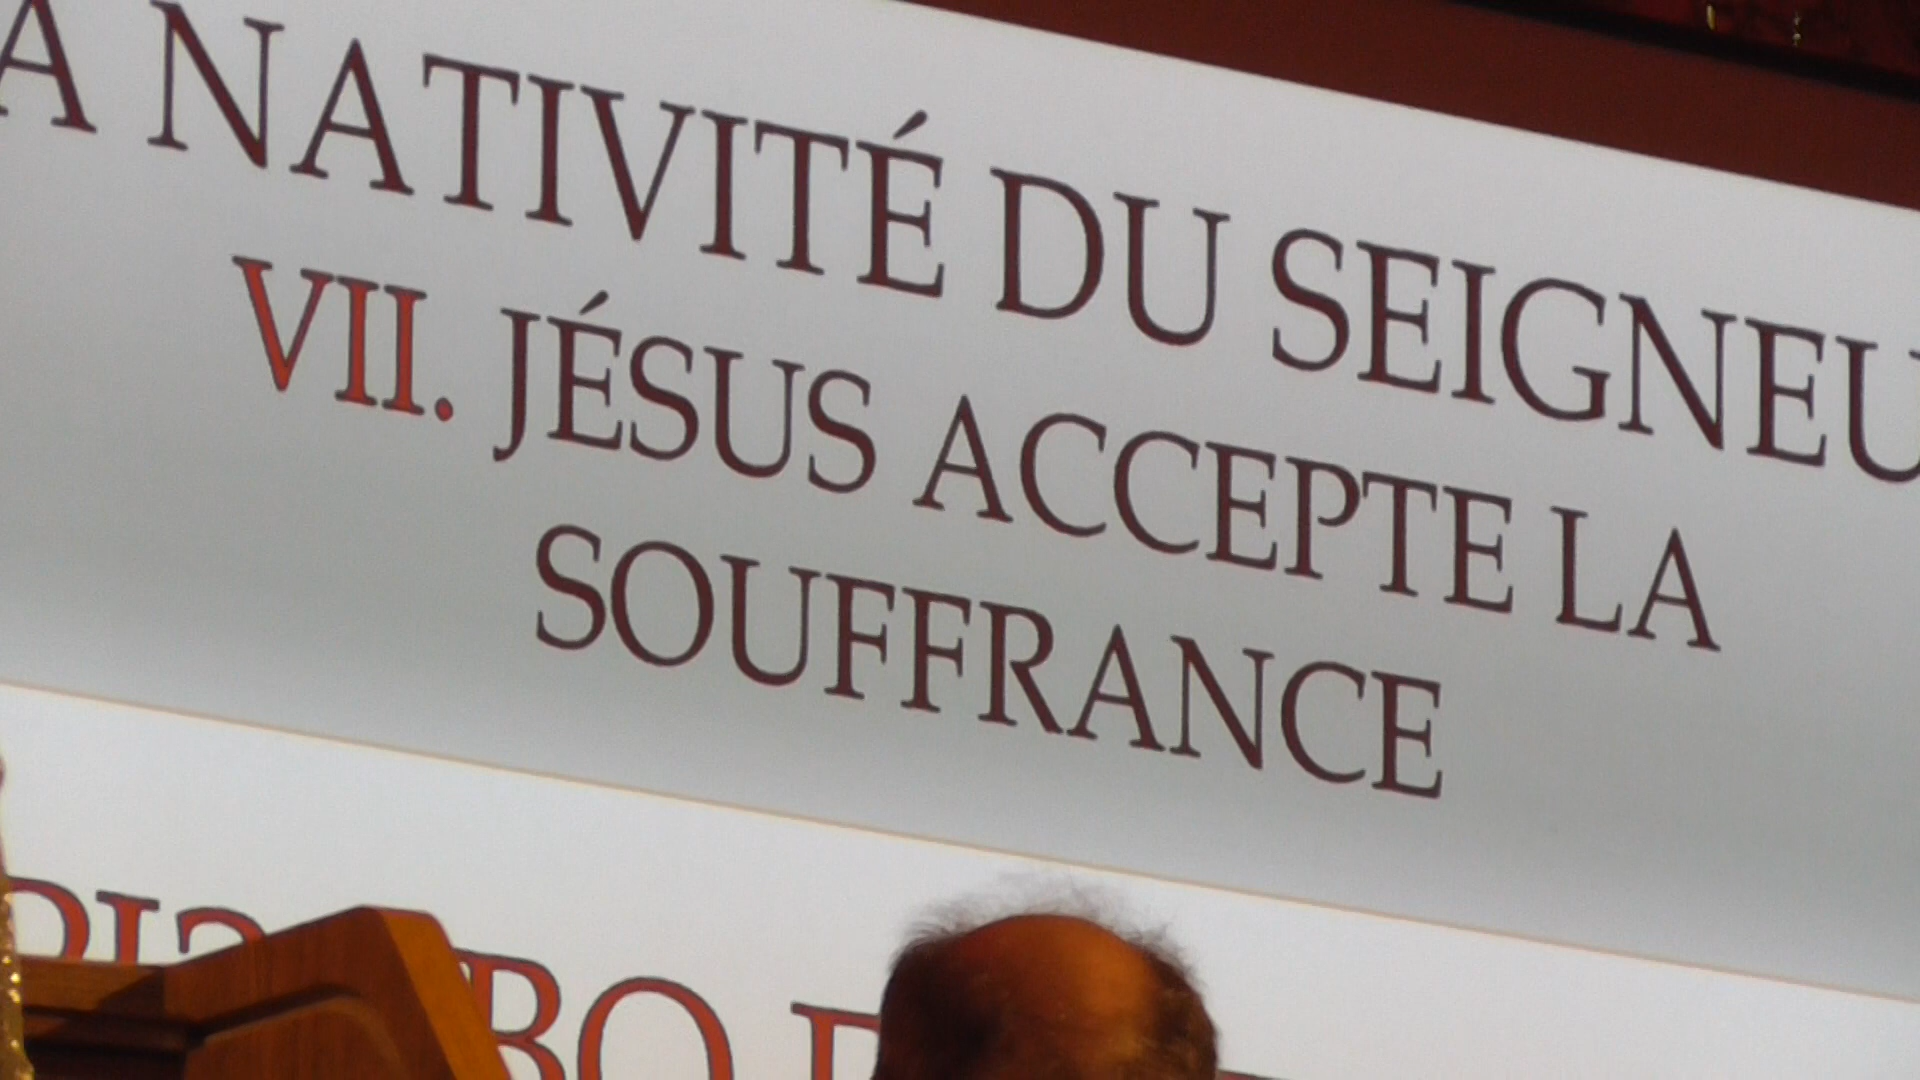 A NATIVITÉ DU SEIGNEU
VII. JÉSUS ACCEPTE LA
SOUFFRANCE